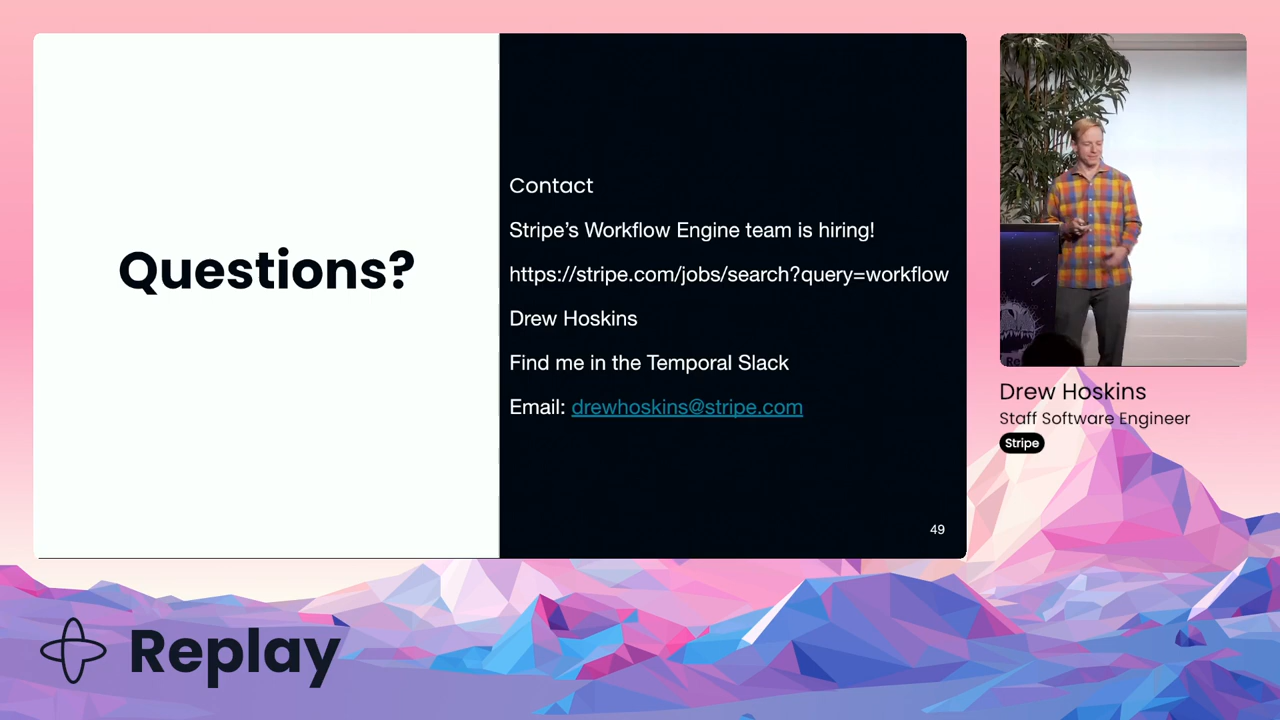 Questions?
Contact
Stripe’s Workflow Engine team is hiring!
https://stripe.com/jobs/search?query=workflow
Drew Hoskins
Find me in the Temporal Slack
Email: drewhoskins@stripe.com
49
Drew Hoskins
Staff Software Engineer
Stripe
Replay